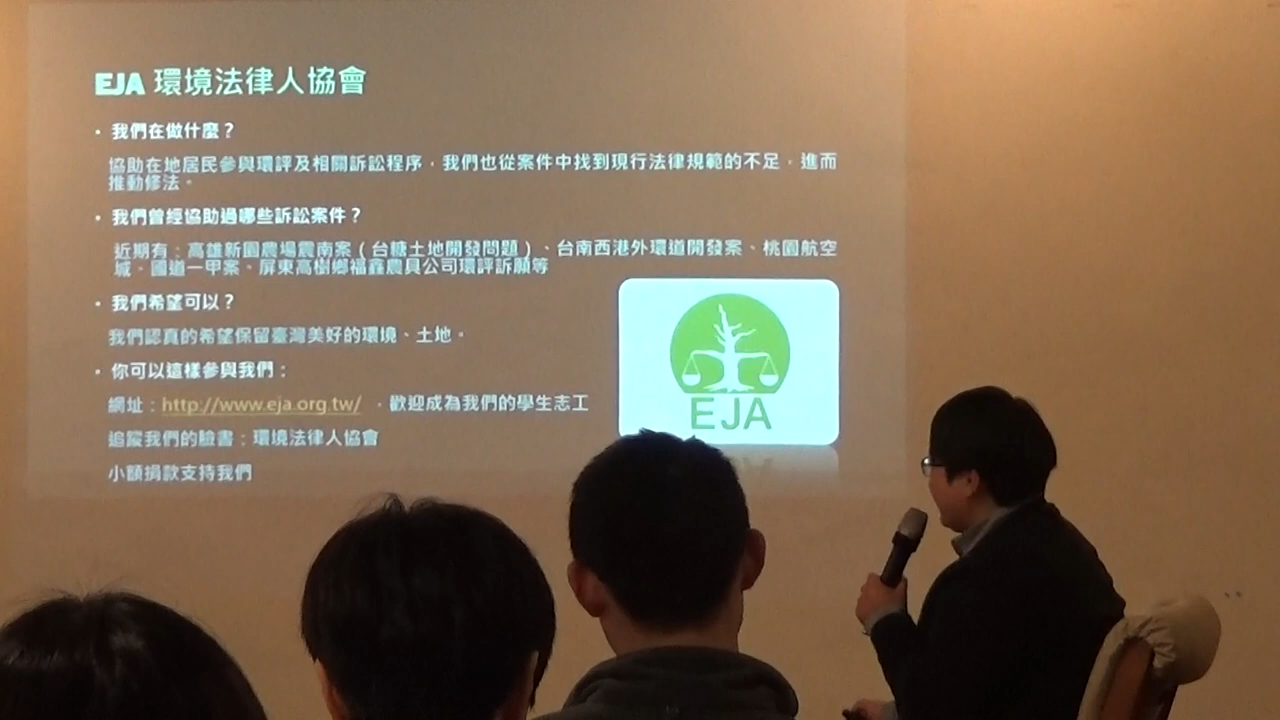 EJA 環境法律人協會
• 我們在做什麼？
協助在地居民參與環評及相關訴訟程序，我們也從案件中找到現行法律規範的不足，進而
推動修法。
• 我們曾經協助過哪些訴訟案件？
近期有：高雄新園農場農南案（台糖土地開發問題）、台南西港外環道開發案、桃園航空
城、國道一甲案、屏東高樹鄉福鑫農具公司環評訴願等
• 我們希望可以？
我們認真的希望保留臺灣美好的環境、土地。
• 你可以這樣參與我們：
網址：http://www.eja.org.tw/ ，歡迎成為我們的學生志工
追蹤我們的臉書：環境法律人協會
小額捐款支持我們
EJA